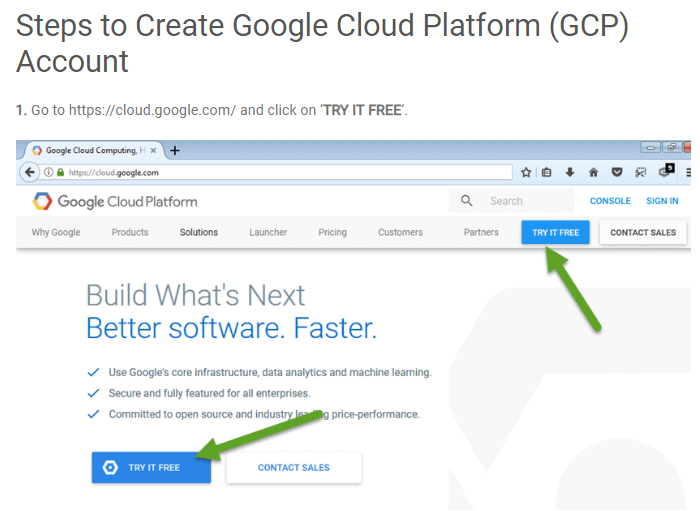 Steps to Create Google Cloud Platform (GCP)
Account
1. Go to https://cloud.google.com/ and click on ‘TRY IT FREE‘.
Google Cloud Computing, H
https://cloud.google.com
9
Google Cloud Platform
Search
CONSOLE
SIGN IN
Why Google
Products
Solutions
Launcher
Pricing
Customers
Partners
TRY IT FREE
CONTACT SALES
Build What's Next
Better software. Faster.
Use Google's core infrastructure, data analytics and machine learning.
Secure and fully featured for all enterprises.
Committed to open source and industry leading price-performance.
TRY IT FREE
CONTACT SALES